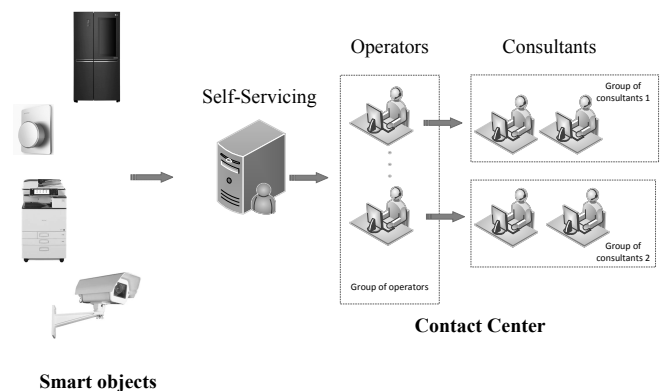 Operators
Consultants
Self-Servicing
Group of
consultants 1
Group of
consultants 2
Group of operators
Contact Center
Smart objects